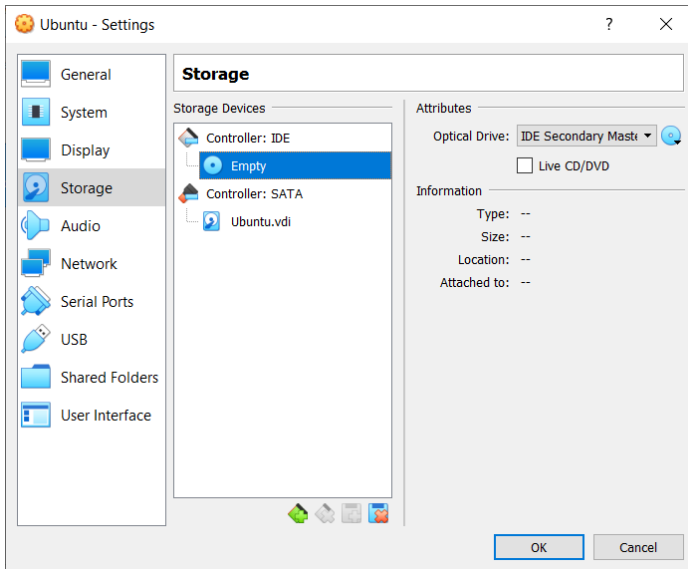 Ubuntu - Settings
?
General
System
Display
Storage
Audio
Network
Serial Ports
USB
Shared Folders
User Interface
Storage
Storage Devices
Controller: IDE
Empty
Controller: SATA
Ubuntu.vdi
Attributes
Optical Drive: IDE Secondary Maste
Live CD/DVD
Information
Type: --
Size: --
Location: --
Attached to: --
OK
Cancel